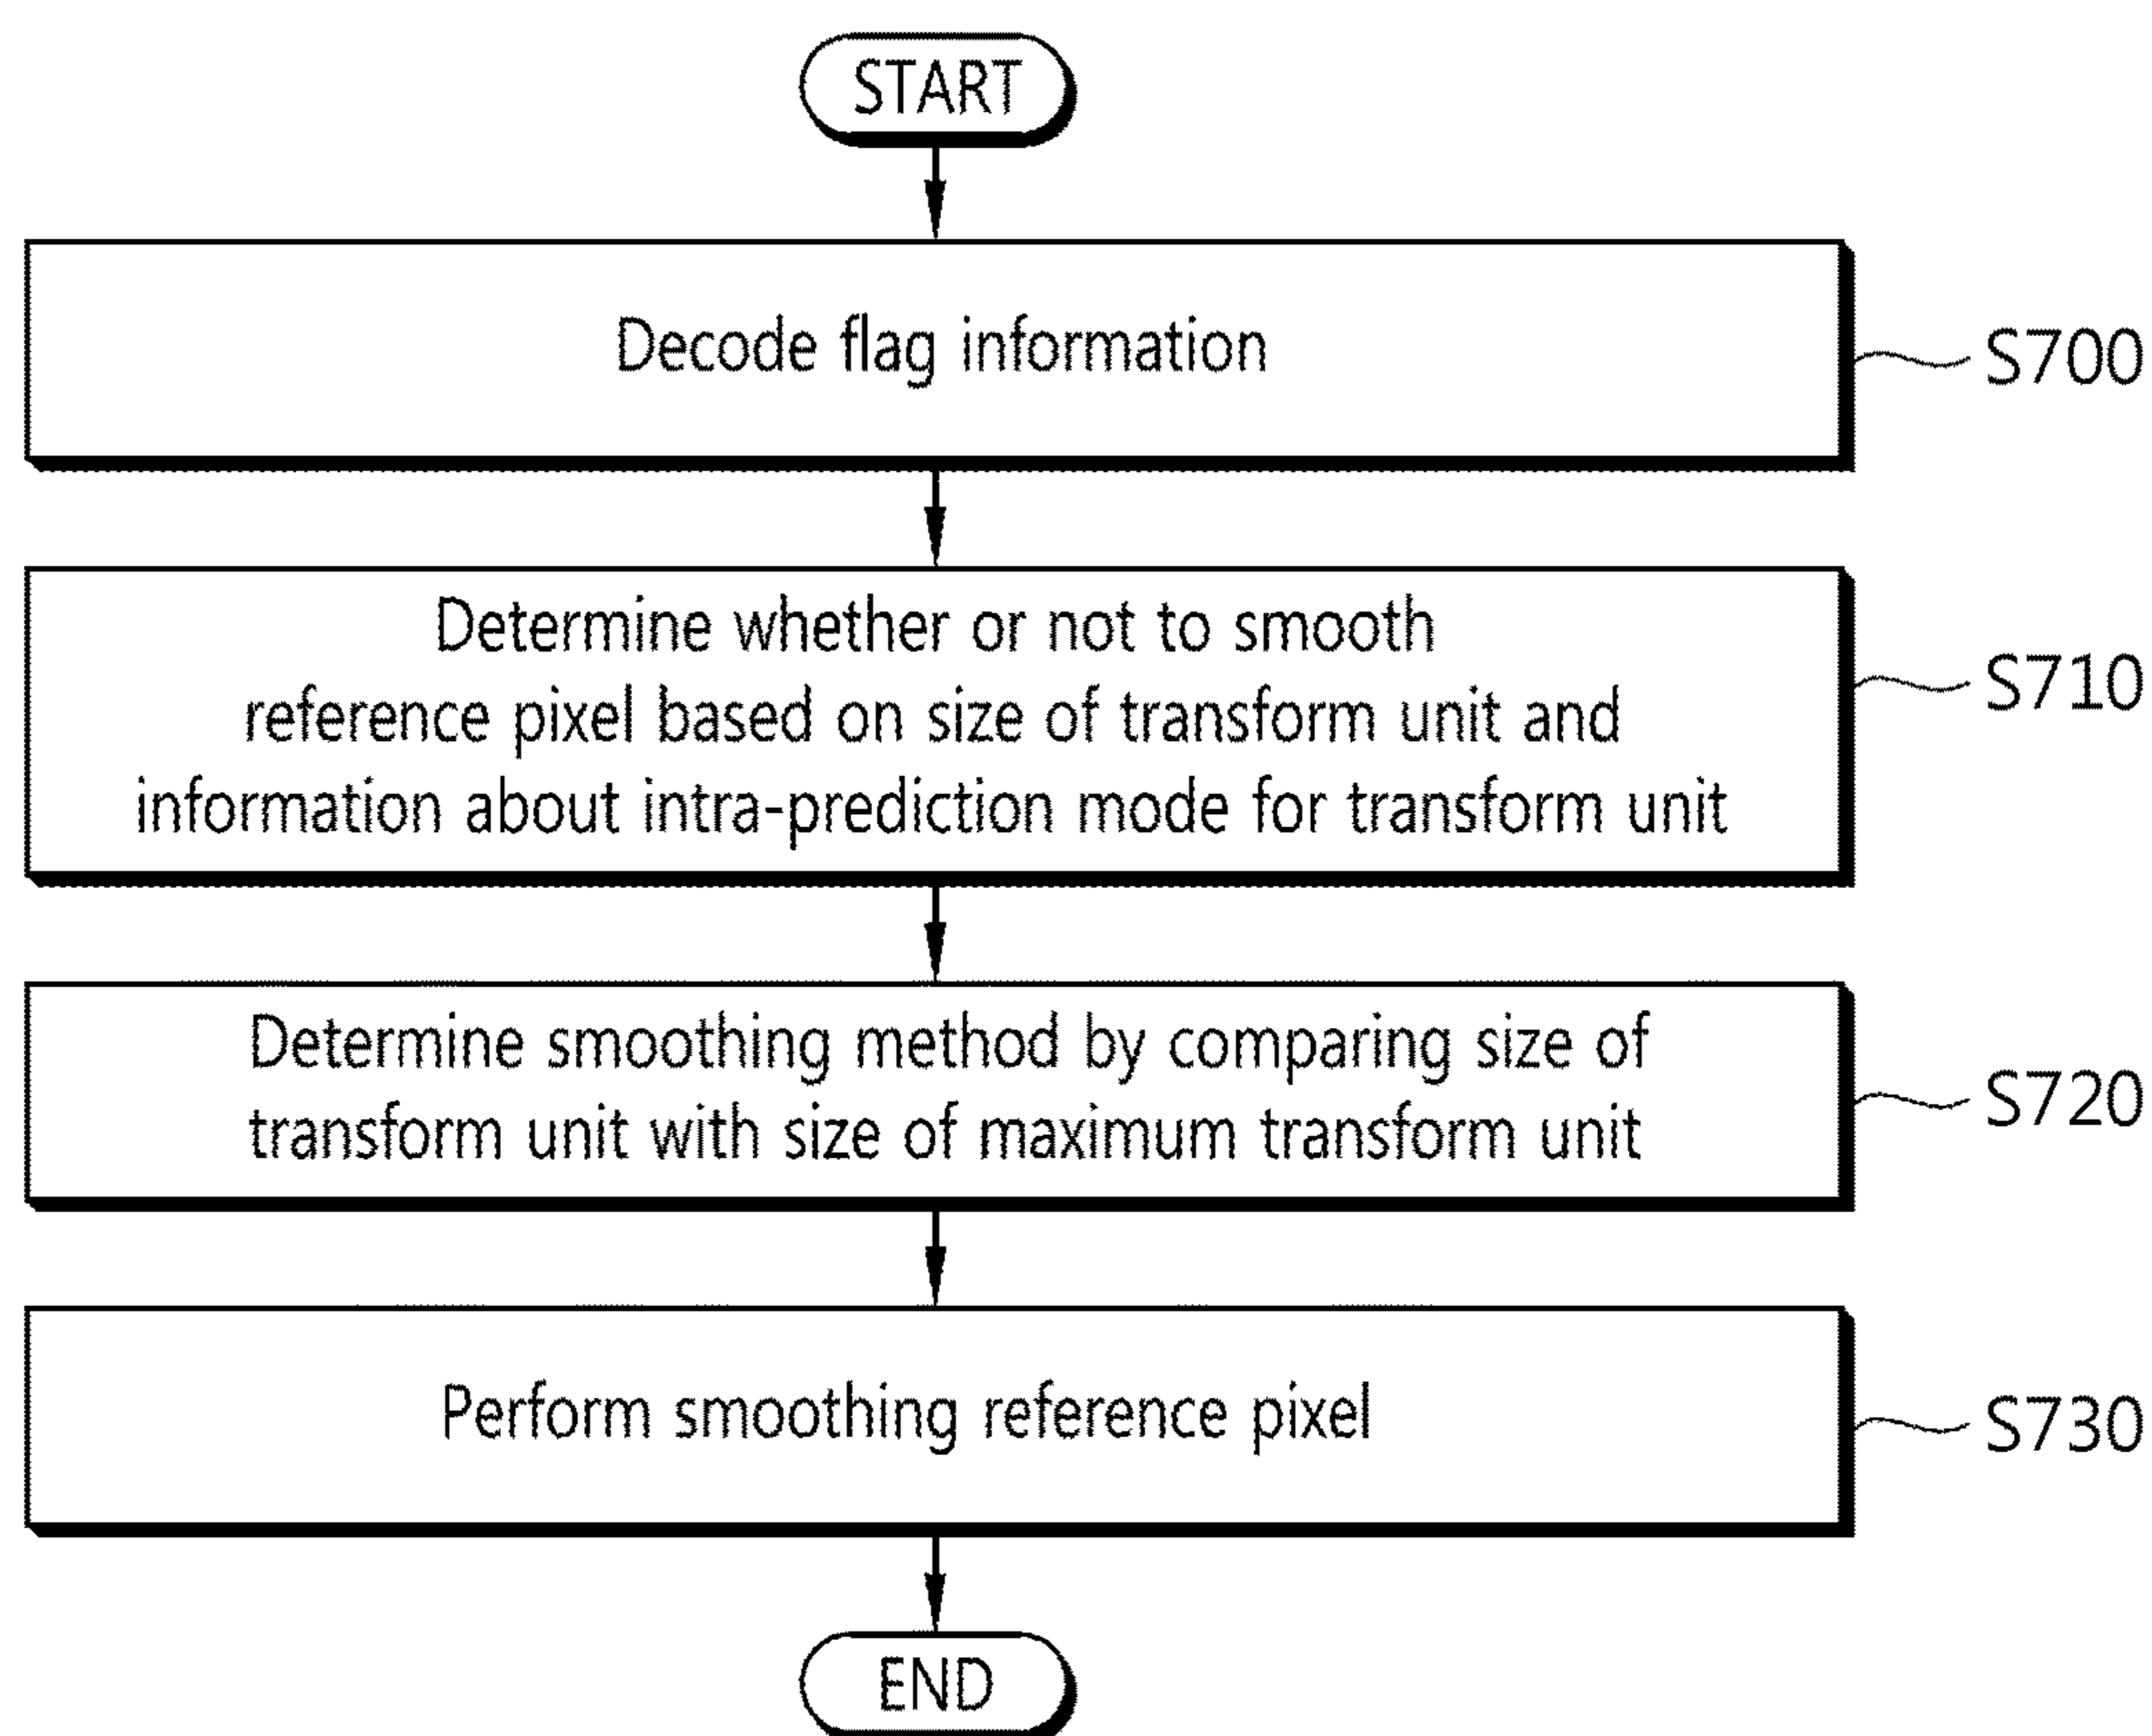 START
Decode flag information
S700
Determine whether or not to smooth
reference pixel based on size of transform unit and
information about intra-prediction mode for transform unit
S710
Determine smoothing method by comparing size of
transform unit with size of maximum transform unit
S720
Perform smoothing reference pixel
S730
END